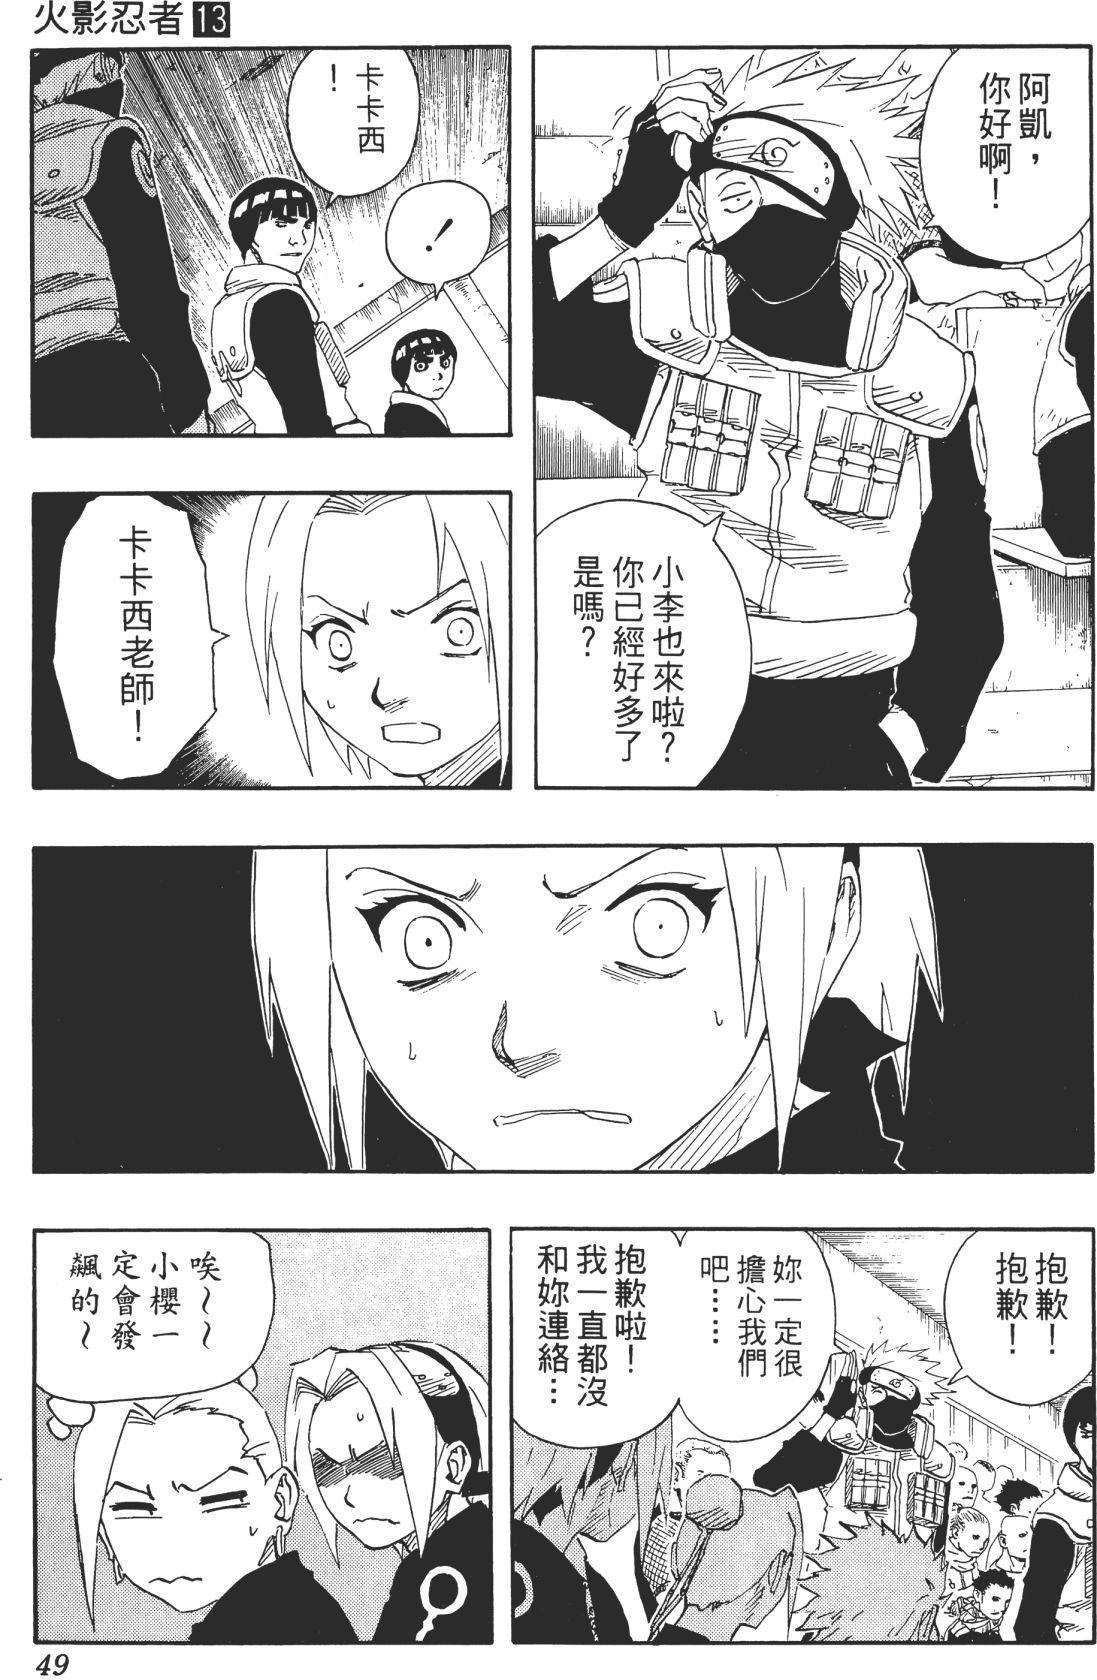 火影忍者13
阿凱，
你好啊！
小李也來啦？
你已經好多了
是嗎？
卡卡西
！
！
卡卡西老師！
抱歉！
抱歉！
妳一定很
擔心我們
吧……
抱歉啦！
我一直都沒
和妳連絡…
唉～～
小櫻一
定會發
飆的～
49